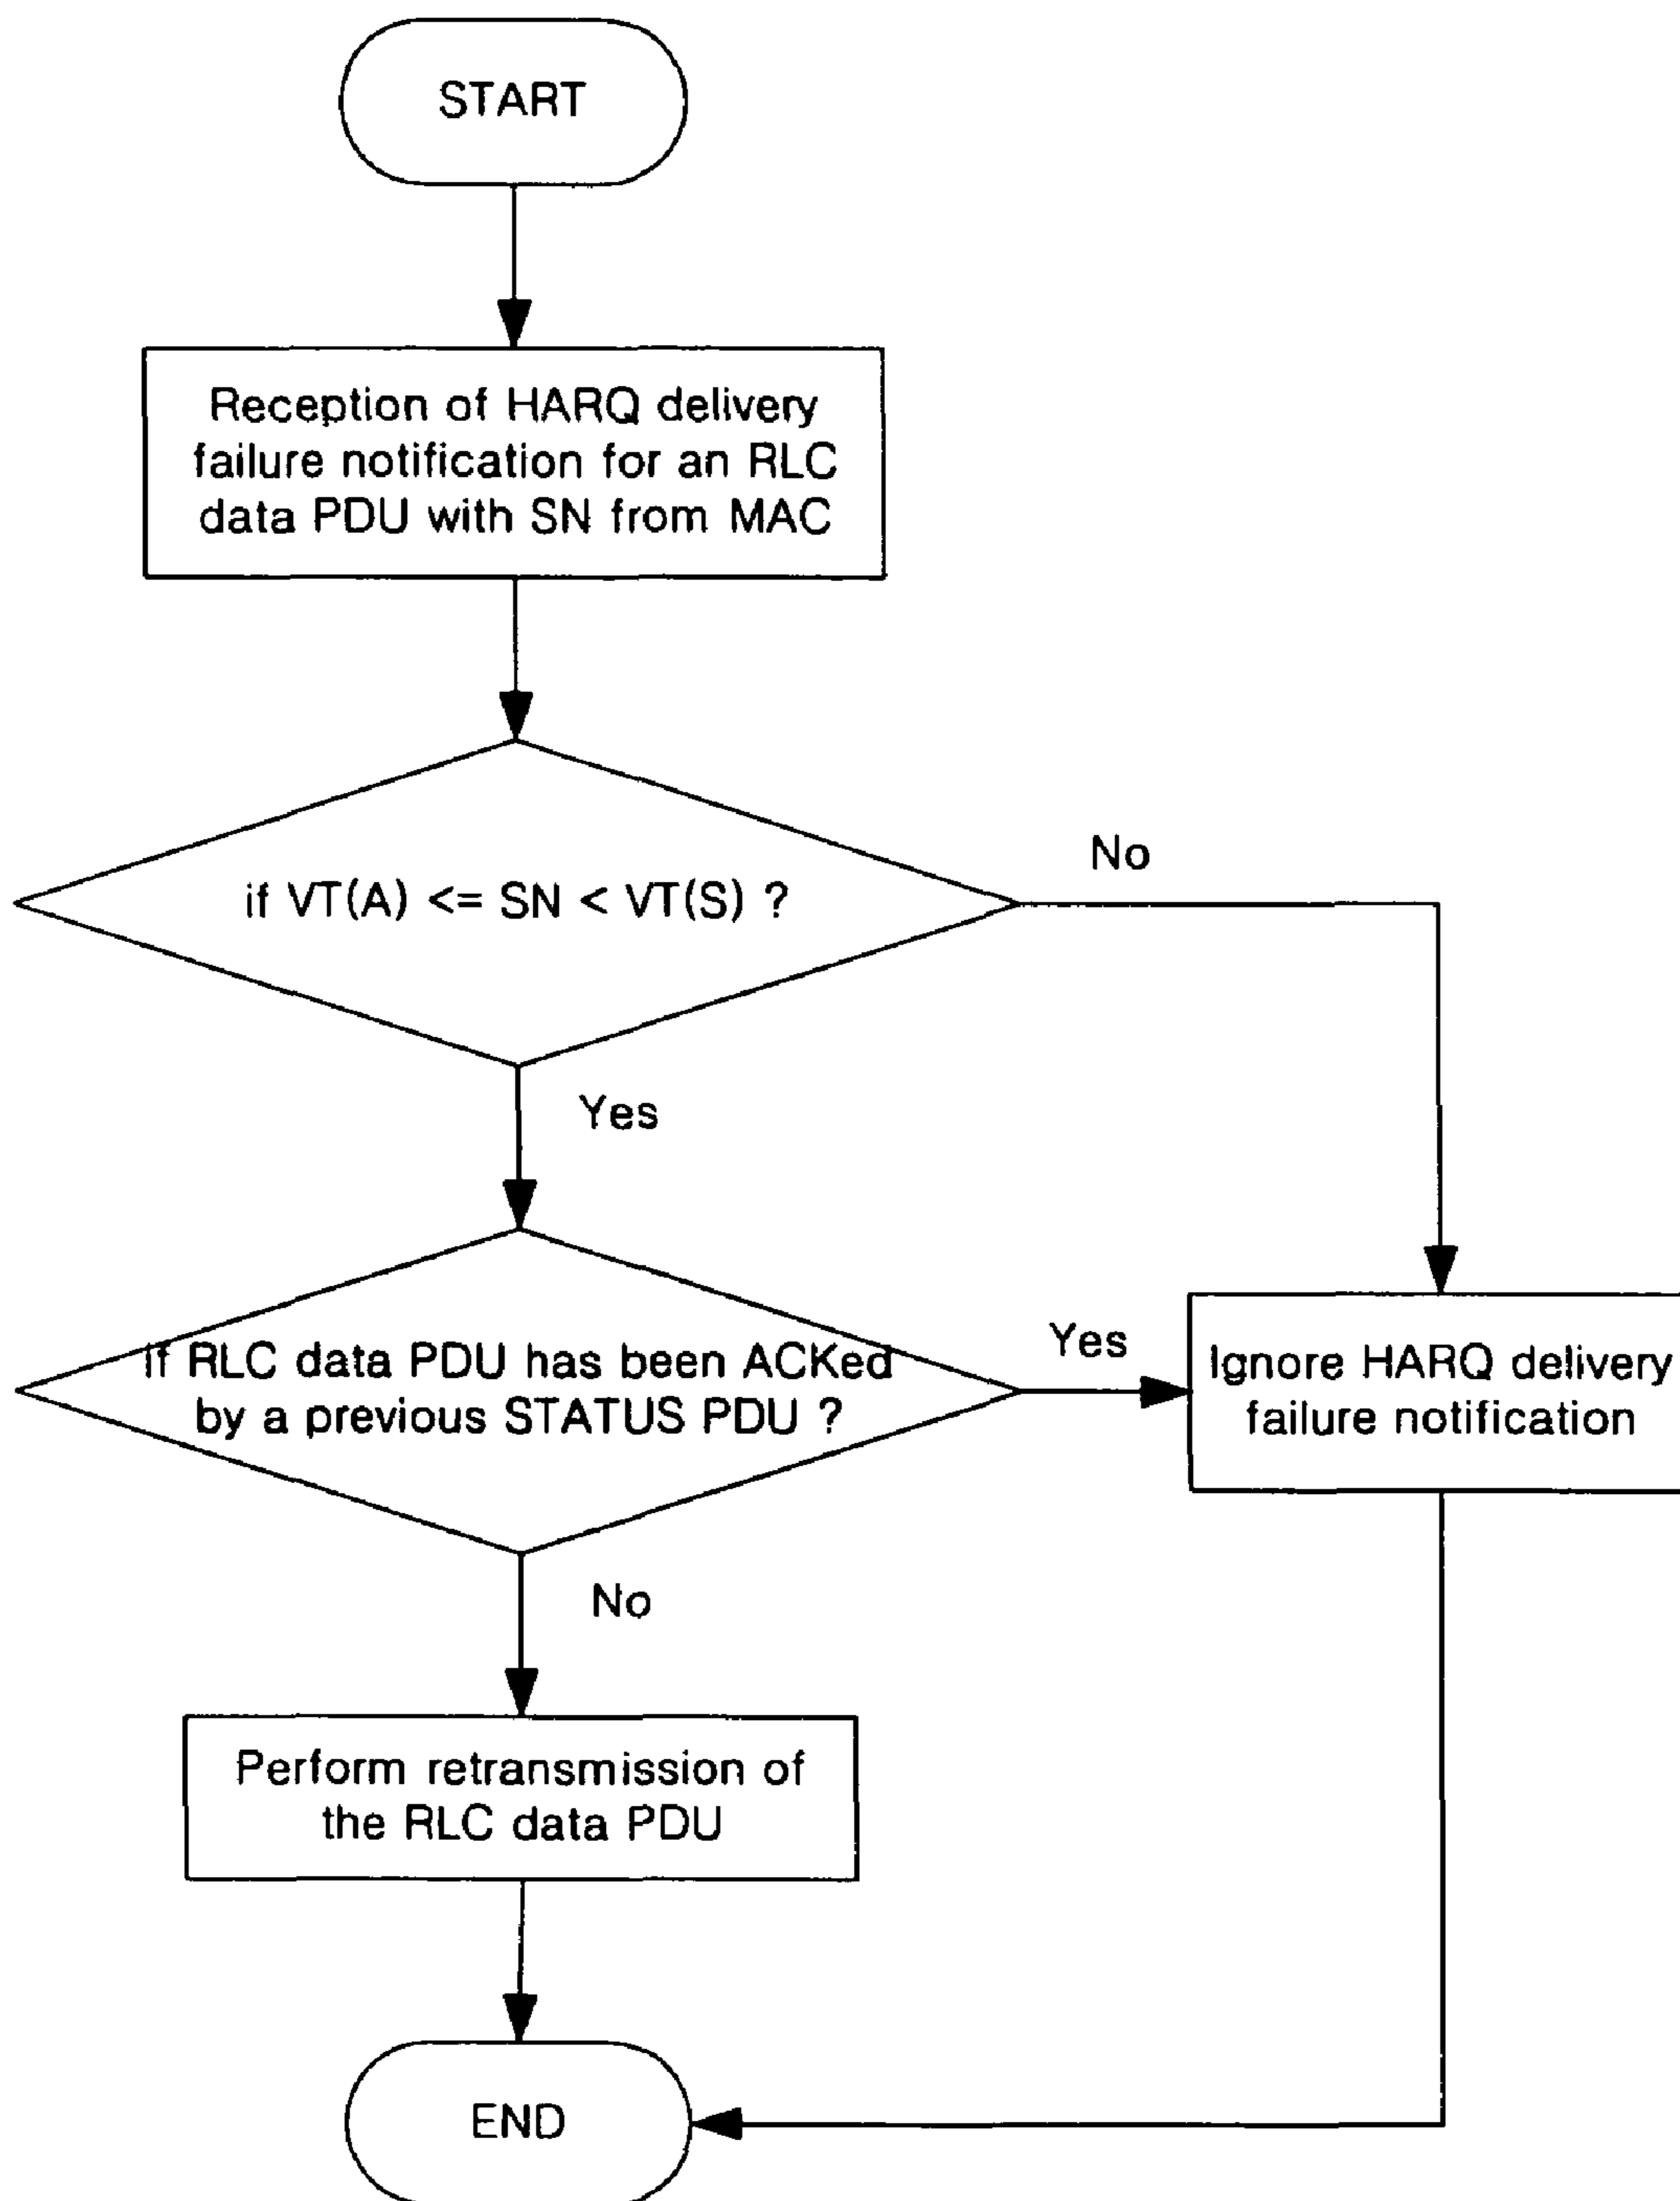 START
Reception of HARQ delivery
failure notification for an RLC
data PDU with SN from MAC
if VT(A) <= SN < VT(S) ?
No
Yes
if RLC data PDU has been ACKed
by a previous STATUS PDU ?
Yes
Ignore HARQ delivery
failure notification
No
Perform retransmission of
the RLC data PDU
END